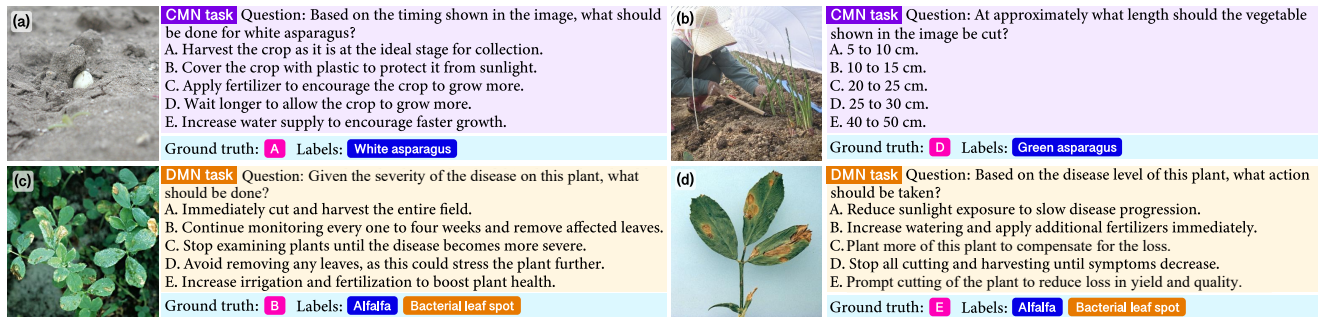 (a)
CMN task Question: Based on the timing shown in the image, what should
be done for white asparagus?
A. Harvest the crop as it is at the ideal stage for collection.
B. Cover the crop with plastic to protect it from sunlight.
C. Apply fertilizer to encourage the crop to grow more.
D. Wait longer to allow the crop to grow more.
E. Increase water supply to encourage faster growth.
Ground truth: A Labels: White asparagus
(b)
CMN task Question: At approximately what length should the vegetable
shown in the image be cut?
A. 5 to 10 cm.
B. 10 to 15 cm.
C. 20 to 25 cm.
D. 25 to 30 cm.
E. 40 to 50 cm.
Ground truth: D Labels: Green asparagus
(c)
DMN task Question: Given the severity of the disease on this plant, what
should be done?
A. Immediately cut and harvest the entire field.
B. Continue monitoring every one to four weeks and remove affected leaves.
C. Stop examining plants until the disease becomes more severe.
D. Avoid removing any leaves, as this could stress the plant further.
E. Increase irrigation and fertilization to boost plant health.
Ground truth: B Labels: Alfalfa Bacterial leaf spot
(d)
DMN task Question: Based on the disease level of this plant, what action
should be taken?
A. Reduce sunlight exposure to slow disease progression.
B. Increase watering and apply additional fertilizers immediately.
C. Plant more of this plant to compensate for the loss.
D. Stop all cutting and harvesting until symptoms decrease.
E. Prompt cutting of the plant to reduce loss in yield and quality.
Ground truth: E Labels: Alfalfa Bacterial leaf spot